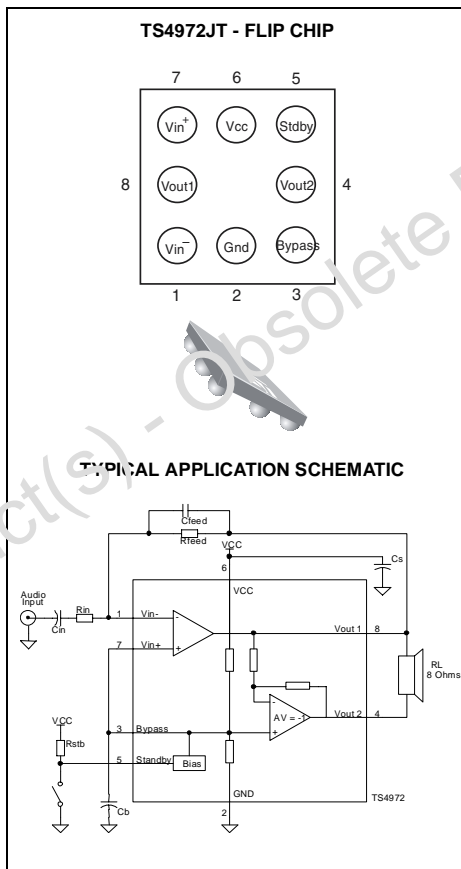 TS4972JT - FLIP CHIP
7 6 5
Vin+ Vcc Stdby
8 Vout1 Vout2 4
Vin– Gnd Bypass
1 2 3
Obsolete
ct(s) -
TYPICAL APPLICATION SCHEMATIC
Cfeed
Rfeed
VCC
6
Cs
VCC
Audio
Input
Cin
Rin
1 Vin-
-
Vout 1 8
7 Vin+
+
RL
8 Ohms
-
AV = -1
Vout 2 4
+
VCC
3 Bypass
Rstb
5 Standby
Bias
GND
Cb
2
TS4972